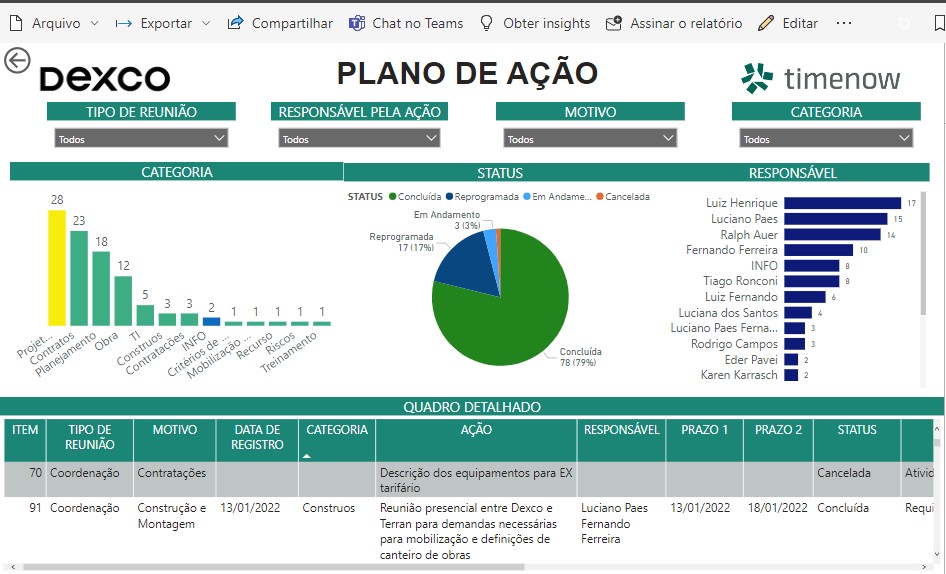 Arquivo
Exportar
Compartilhar
Chat no Teams
Obter insights
Assinar o relatório
Editar
Dexco
PLANO DE AÇÃO
timenow
TIPO DE REUNIÃO
RESPONSÁVEL PELA AÇÃO
MOTIVO
CATEGORIA
Todos
Todos
Todos
Todos
CATEGORIA
28
23
18
12
5
3
3
2
1
1
1
1
1
Projet...
Contratos
Planejamento
Obra
TI
Construos
Contratações
INFO
Critérios de ...
Mobilização ...
Recurso
Riscos
Treinamento
STATUS
STATUS Concluída Reprogramada Em Andame... Cancelada
Em Andamento
3 (3%)
Reprogramada
17 (17%)
Concluída
78 (79%)
RESPONSÁVEL
Luiz Henrique 17
Luciano Paes 15
Ralph Auer 14
Fernando Ferreira 10
INFO 8
Tiago Ronconi 8
Luiz Fernando 6
Luciana dos Santos 4
Luciano Paes Ferna... 3
Rodrigo Campos 3
Eder Pavei 2
Karen Karrasch 2
QUADRO DETALHADO
ITEM
TIPO DE
REUNIÃO
MOTIVO
DATA DE
REGISTRO
CATEGORIA
AÇÃO
RESPONSÁVEL
PRAZO 1
PRAZO 2
STATUS
70
Coordenação
Contratações
Descrição dos equipamentos para EX
tarifário
Cancelada
Ativid
91
Coordenação
Construção e
Montagem
13/01/2022
Construos
Reunião presencial entre Dexco e
Terran para demandas necessárias
para mobilização e definições de
canteiro de obras
Luciano Paes
Fernando
Ferreira
13/01/2022
18/01/2022
Concluída
Requi